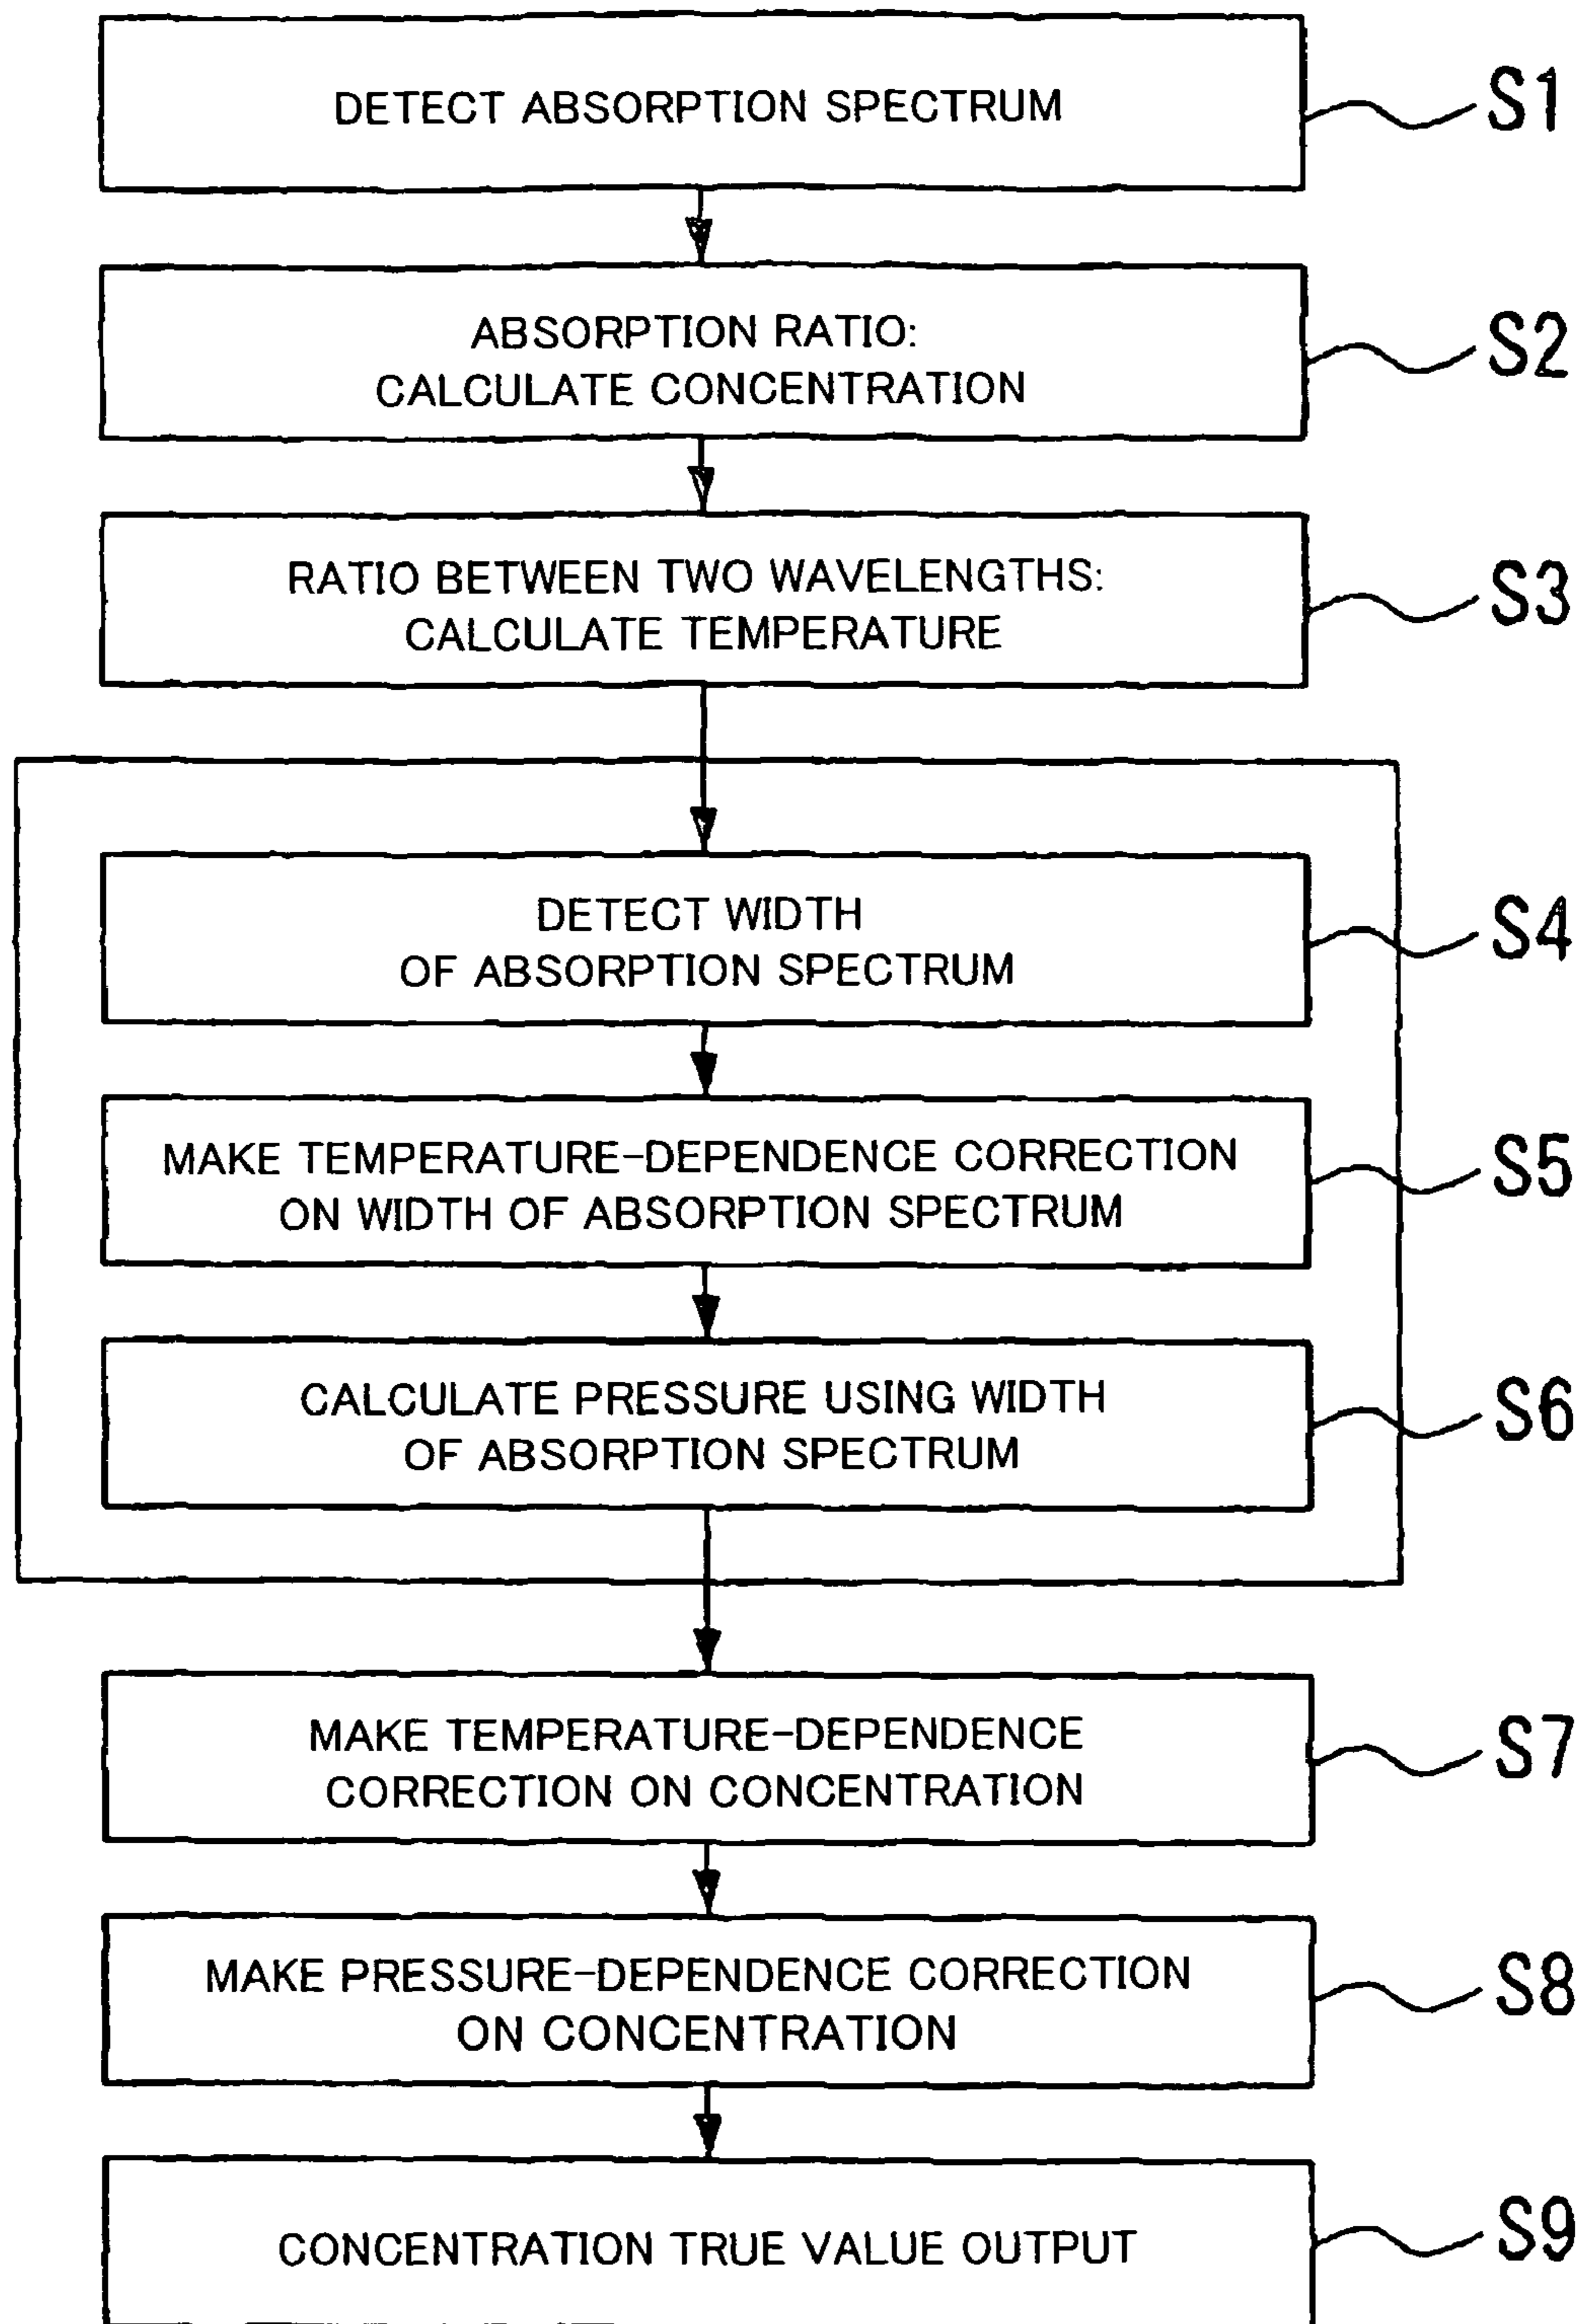 DETECT ABSORPTION SPECTRUM
S1
ABSORPTION RATIO:
CALCULATE CONCENTRATION
S2
RATIO BETWEEN TWO WAVELENGTHS:
CALCULATE TEMPERATURE
S3
DETECT WIDTH
OF ABSORPTION SPECTRUM
S4
MAKE TEMPERATURE-DEPENDENCE CORRECTION
ON WIDTH OF ABSORPTION SPECTRUM
S5
CALCULATE PRESSURE USING WIDTH
OF ABSORPTION SPECTRUM
S6
MAKE TEMPERATURE-DEPENDENCE
CORRECTION ON CONCENTRATION
S7
MAKE PRESSURE-DEPENDENCE CORRECTION
ON CONCENTRATION
S8
CONCENTRATION TRUE VALUE OUTPUT
S9